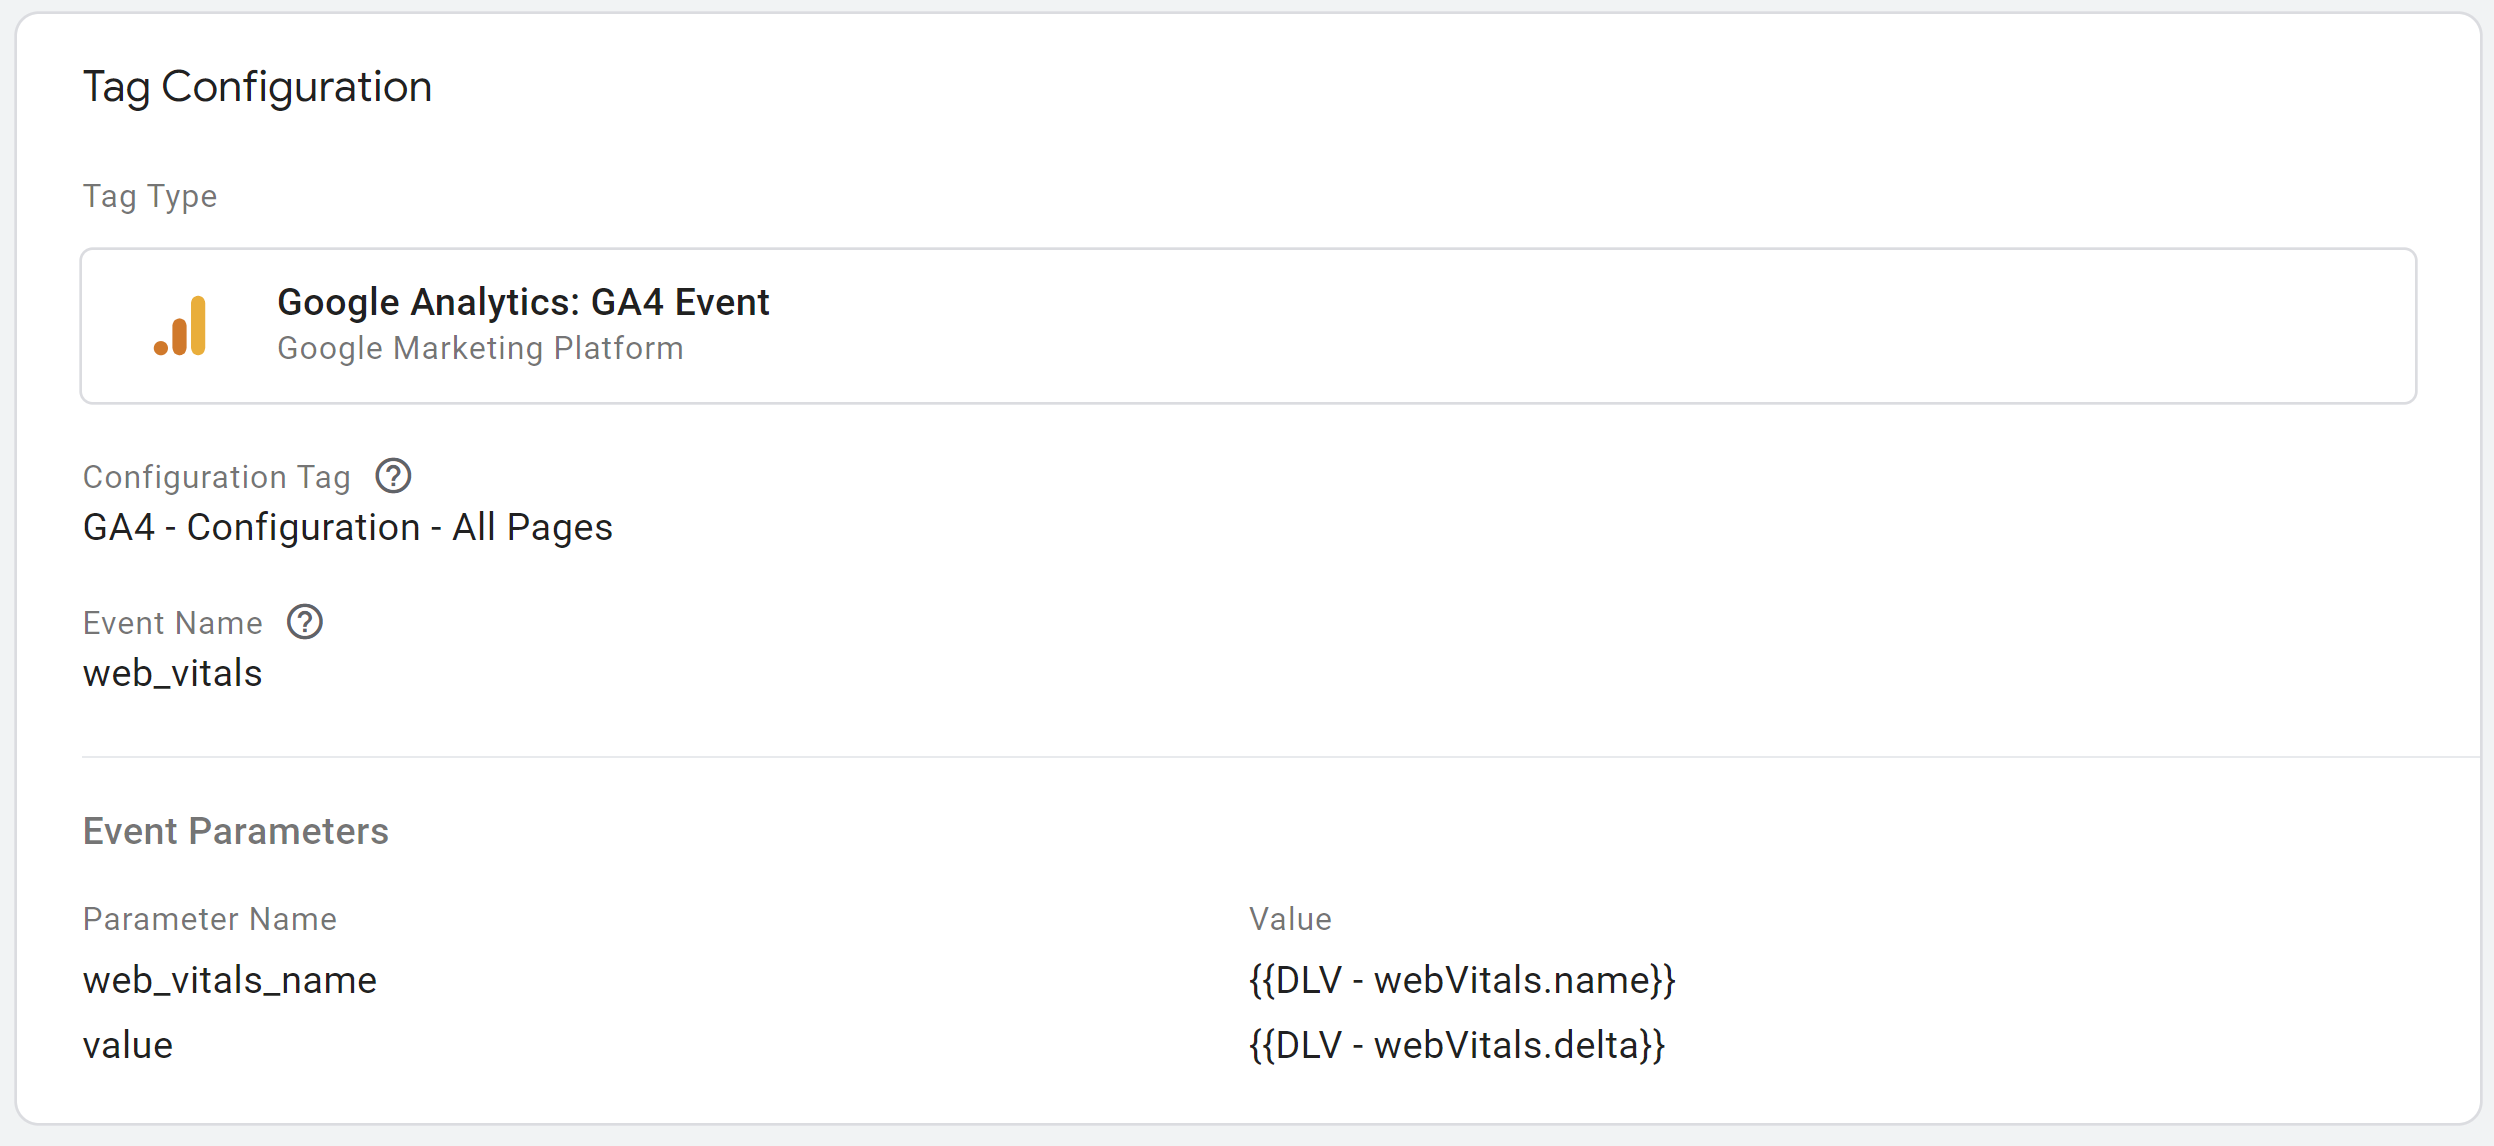 Tag Configuration
Tag Type
Google Analytics: GA4 Event
Google Marketing Platform
Configuration Tag ?
GA4 - Configuration - All Pages
Event Name ?
web_vitals
Event Parameters
Parameter Name Value
web_vitals_name {{DLV - webVitals.name}}
value {{DLV - webVitals.delta}}